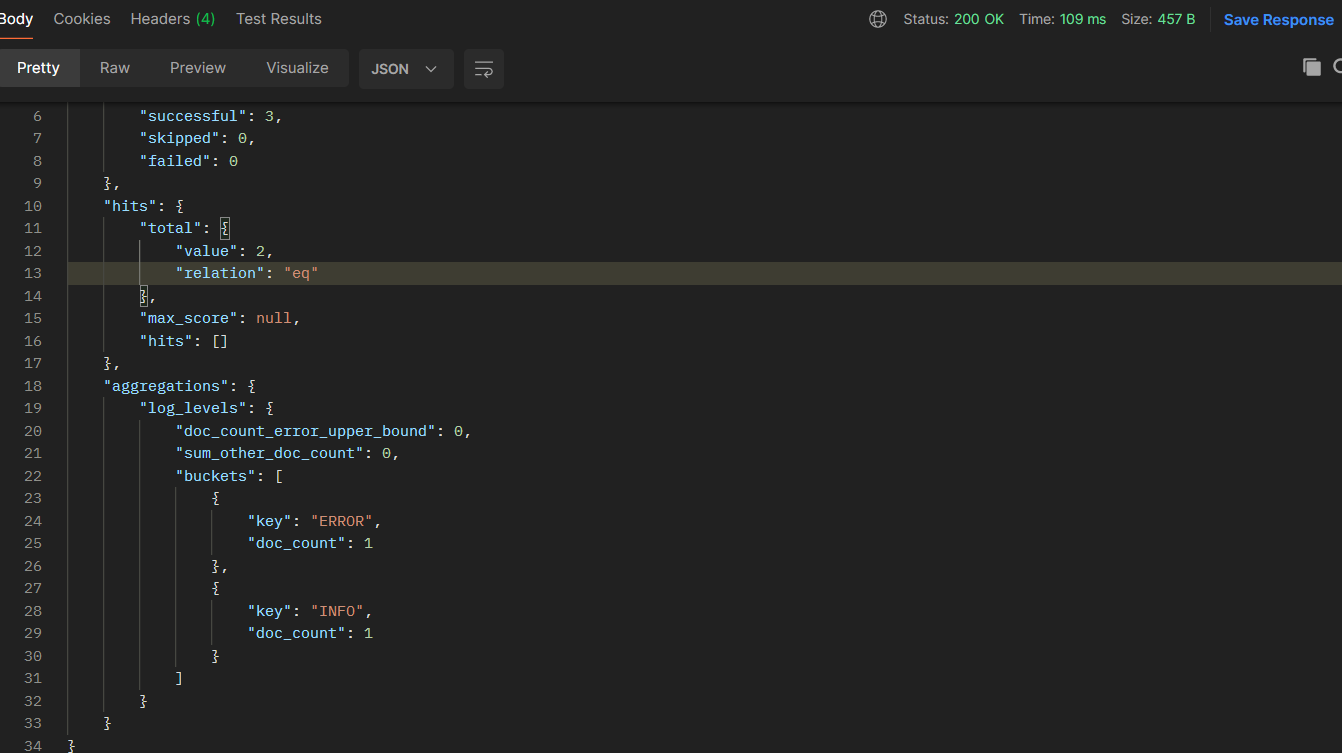 Body Cookies Headers (4) Test Results Status: 200 OK Time: 109 ms Size: 457 B Save Response
Pretty Raw Preview Visualize JSON
6 "successful": 3,
7 "skipped": 0,
8 "failed": 0
9 },
10 "hits": {
11 "total": {
12 "value": 2,
13 "relation": "eq"
14 },
15 "max_score": null,
16 "hits": []
17 },
18 "aggregations": {
19 "log_levels": {
20 "doc_count_error_upper_bound": 0,
21 "sum_other_doc_count": 0,
22 "buckets": [
23 {
24 "key": "ERROR",
25 "doc_count": 1
26 },
27 {
28 "key": "INFO",
29 "doc_count": 1
30 }
31 ]
32 }
33 }
34 }